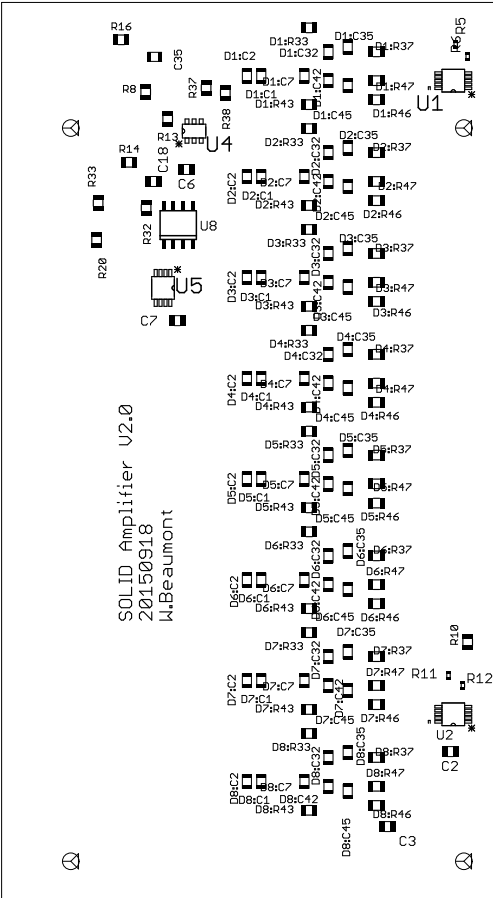 R16
C35
R8
R37
R38
R13
U4
R14
C18
C6
R33
R32
U8
R20
U5
C7
R5
R6
U1
D1:R33
D1:C35
D1:C2
D1:C32
D1:R37
D1:C7
D1:C42
D1:R47
D1:C1
D1:R43
D1:C45
D1:R46
D2:R33
D2:C35
D2:C32
D2:R37
D2:C2
D2:C7
D2:C42
D2:R47
D2:C1
D2:R43
D2:C45
D2:R46
D3:R33
D3:C35
D3:C32
D3:R37
D3:C2
D3:C7
D3:C42
D3:R47
D3:C1
D3:R43
D3:C45
D3:R46
D4:R33
D4:C35
D4:C32
D4:R37
D4:C2
D4:C7
D4:C42
D4:R47
D4:C1
D4:R43
D4:C45
D4:R46
D5:R33
D5:C35
D5:C32
D5:R37
D5:C2
D5:C7
D5:C42
D5:R47
D5:C1
D5:R43
D5:C45
D5:R46
D6:R33
D6:C35
D6:C32
D6:R37
D6:C2
D6:C7
D6:C42
D6:R47
D6:C1
D6:R43
D6:C45
D6:R46
D7:R33
D7:C35
D7:C32
D7:R37
D7:C2
D7:C7
D7:C42
D7:R47
D7:C1
D7:R43
D7:C45
D7:R46
D8:R33
D8:C35
D8:C32
D8:R37
D8:C2
D8:C7
D8:C42
D8:R47
D8:C1
D8:R43
D8:C45
D8:R46
R10
R11
R12
U2
C2
C3
SOLID Amplifier V2.0
20150918
W.Beaumont